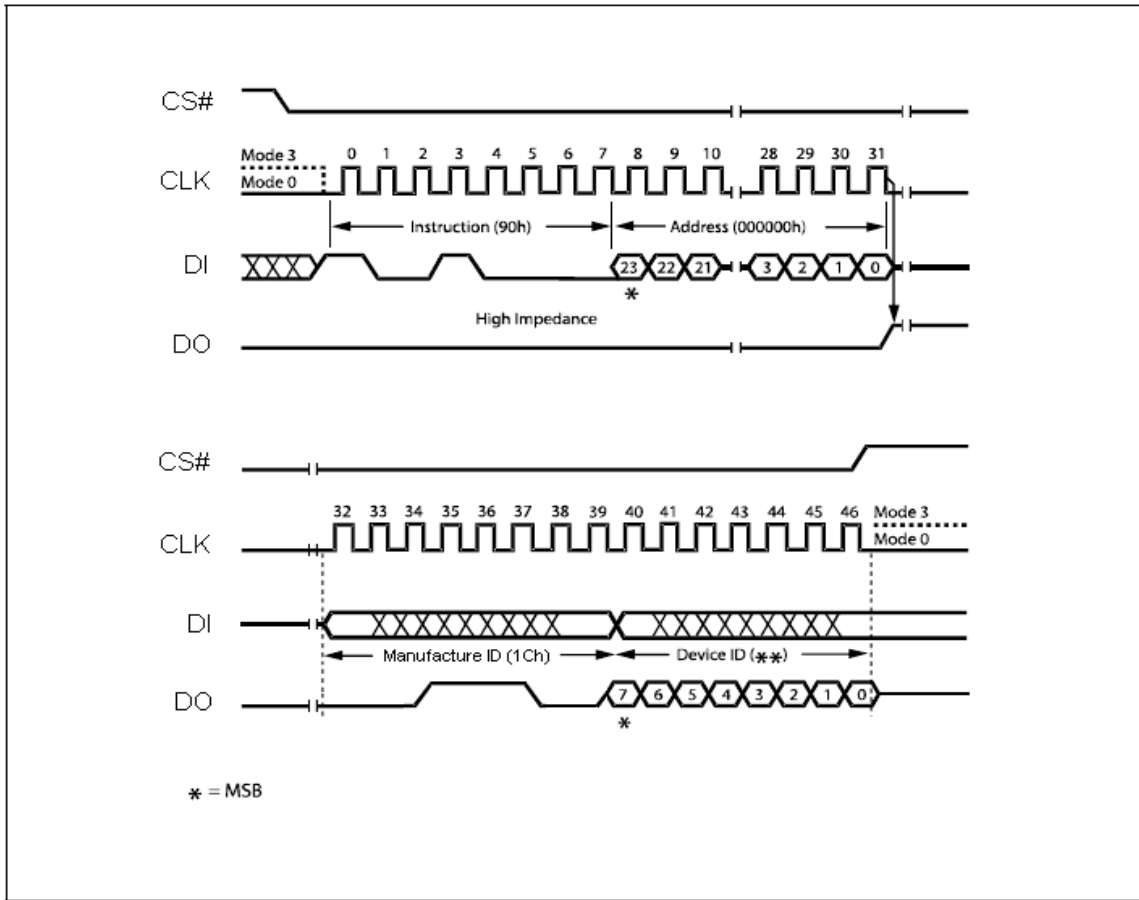 CS#
Mode 3 0 1 2 3 4 5 6 7 8 9 10 28 29 30 31
CLK
Mode 0
Instruction (90h) Address (000000h)
DI 23 22 21 3 2 1 0
*
High Impedance
DO
CS#
32 33 34 35 36 37 38 39 40 41 42 43 44 45 46 Mode 3
CLK Mode 0
DI
Manufacture ID (1Ch) Device ID (**)
DO 7 6 5 4 3 2 1 0
*
* = MSB